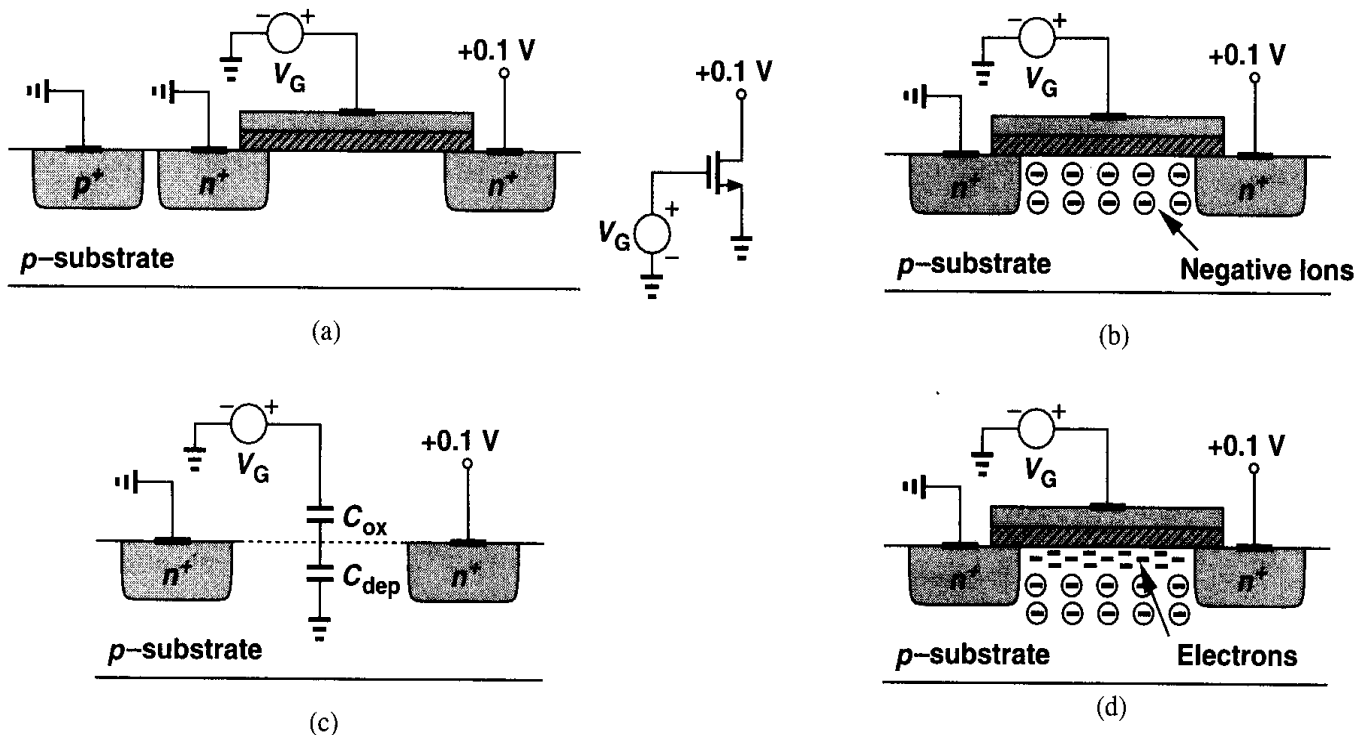 − +
V_G
+0.1 V
p+
n+
n+
p−substrate
(a)
+0.1 V
V_G
+
−
− +
V_G
+0.1 V
n+
n+
p−substrate
Negative Ions
(b)
− +
V_G
+0.1 V
C_ox
C_dep
n+
n+
p−substrate
(c)
− +
V_G
+0.1 V
n+
n+
p−substrate
Electrons
(d)